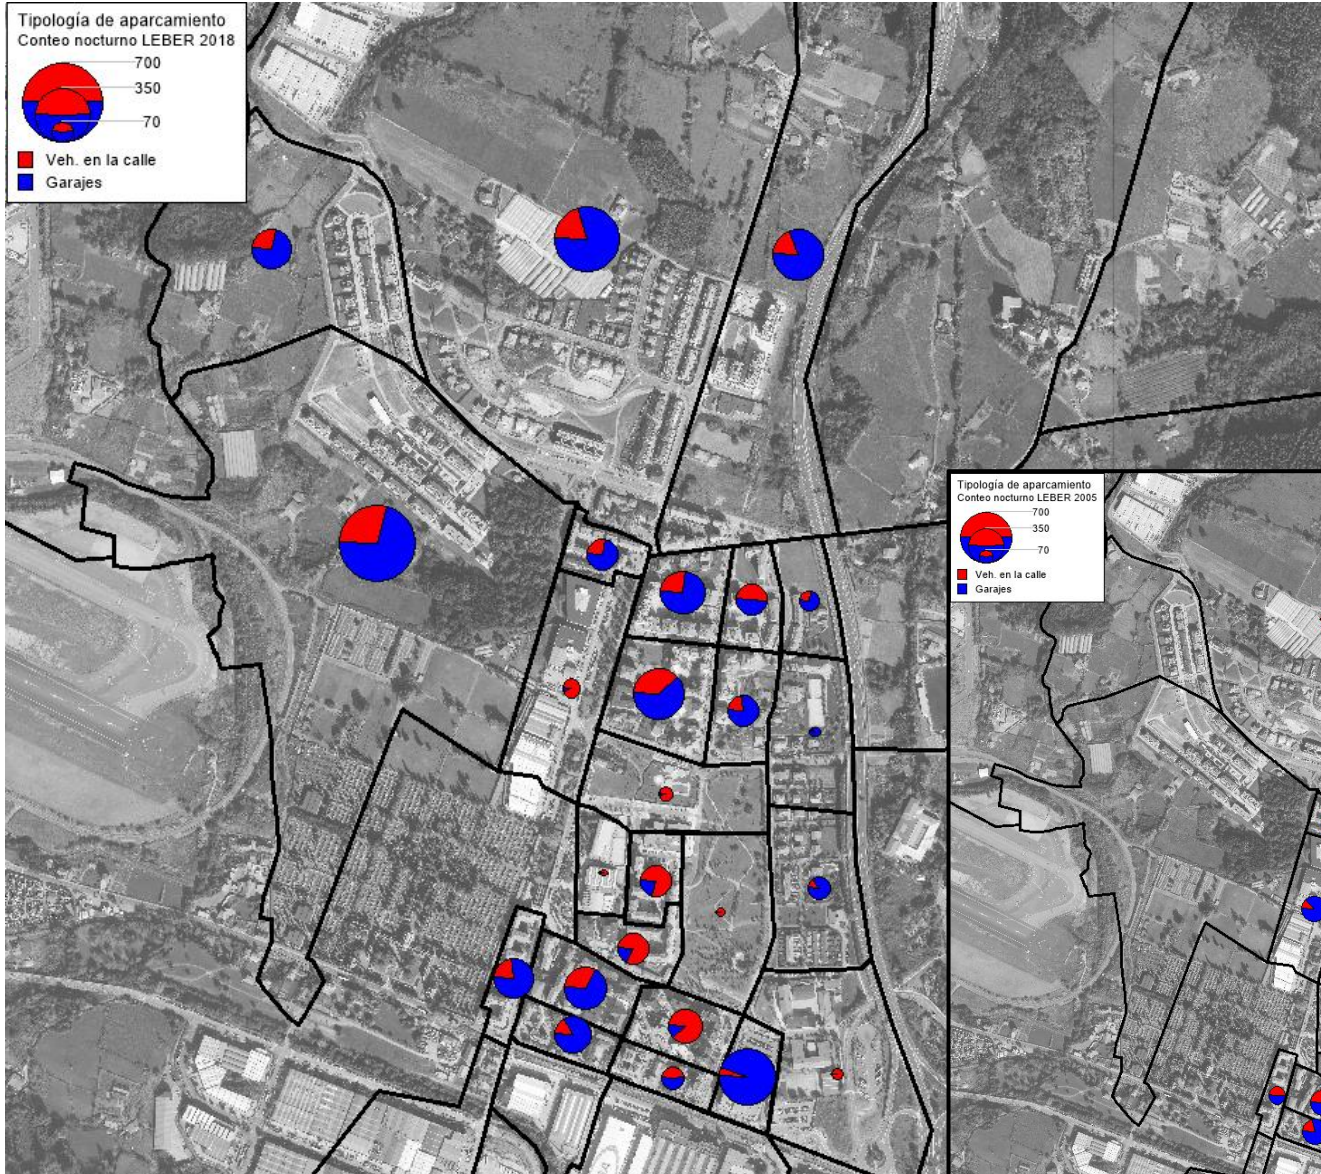 Tipología de aparcamiento
Conteo nocturno LEBER 2018
700
350
70
Veh. en la calle
Garajes
Tipología de aparcamiento
Conteo nocturno LEBER 2005
700
350
70
Veh. en la calle
Garajes